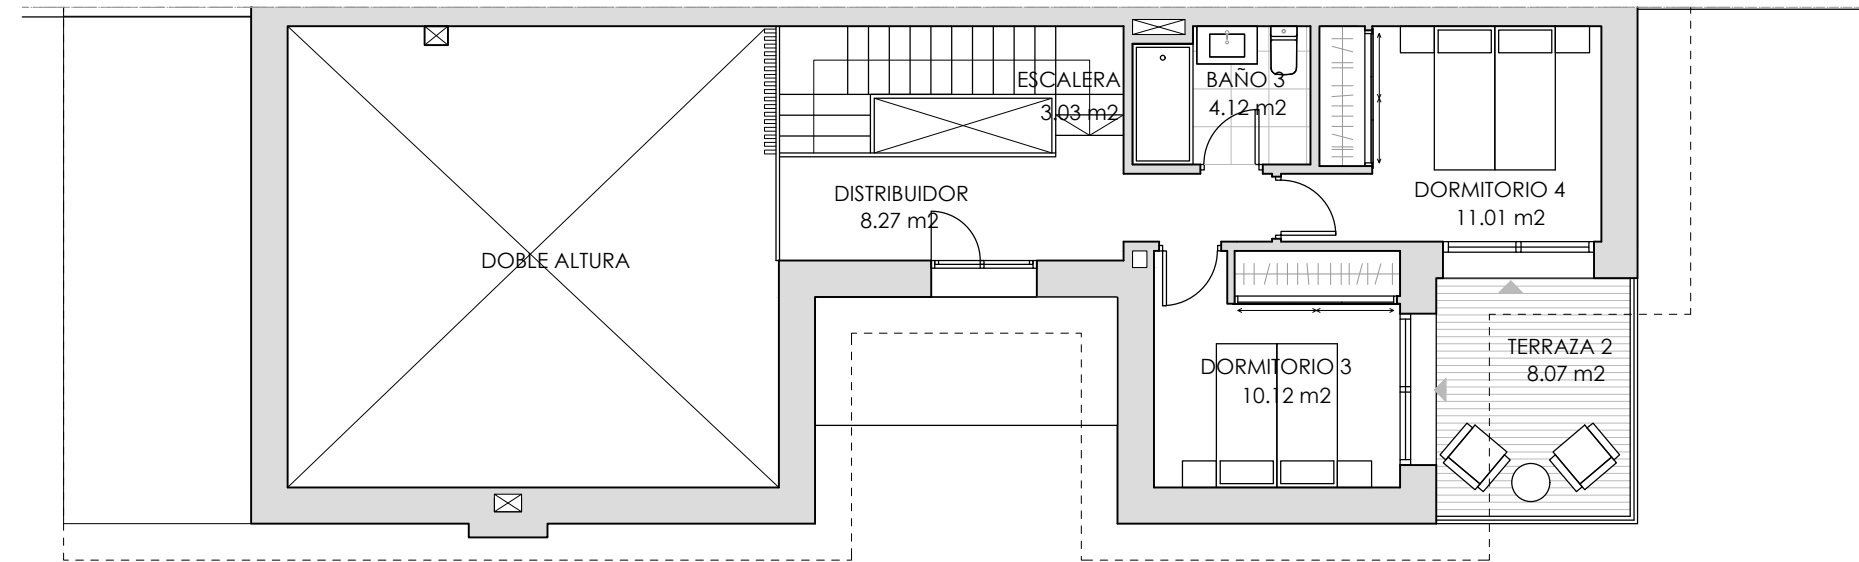 ESCALERA
3.03 m2
BAÑO 3
4.12 m2
DORMITORIO 4
11.01 m2
DISTRIBUIDOR
8.27 m2
DOBLE ALTURA
DORMITORIO 3
10.12 m2
TERRAZA 2
8.07 m2